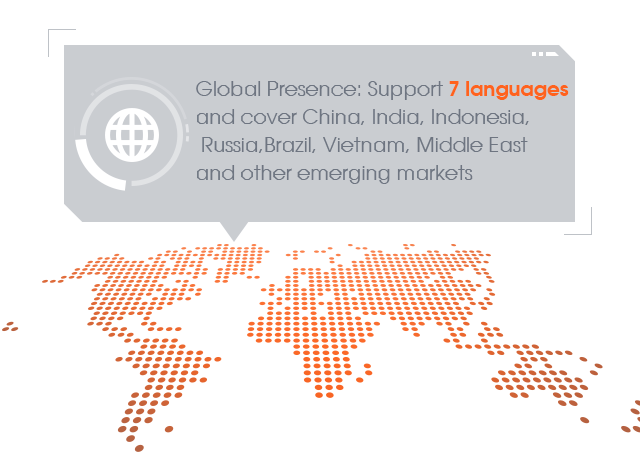 Global Presence: Support 7 languages
and cover China, India, Indonesia,
Russia,Brazil, Vietnam, Middle East
and other emerging markets